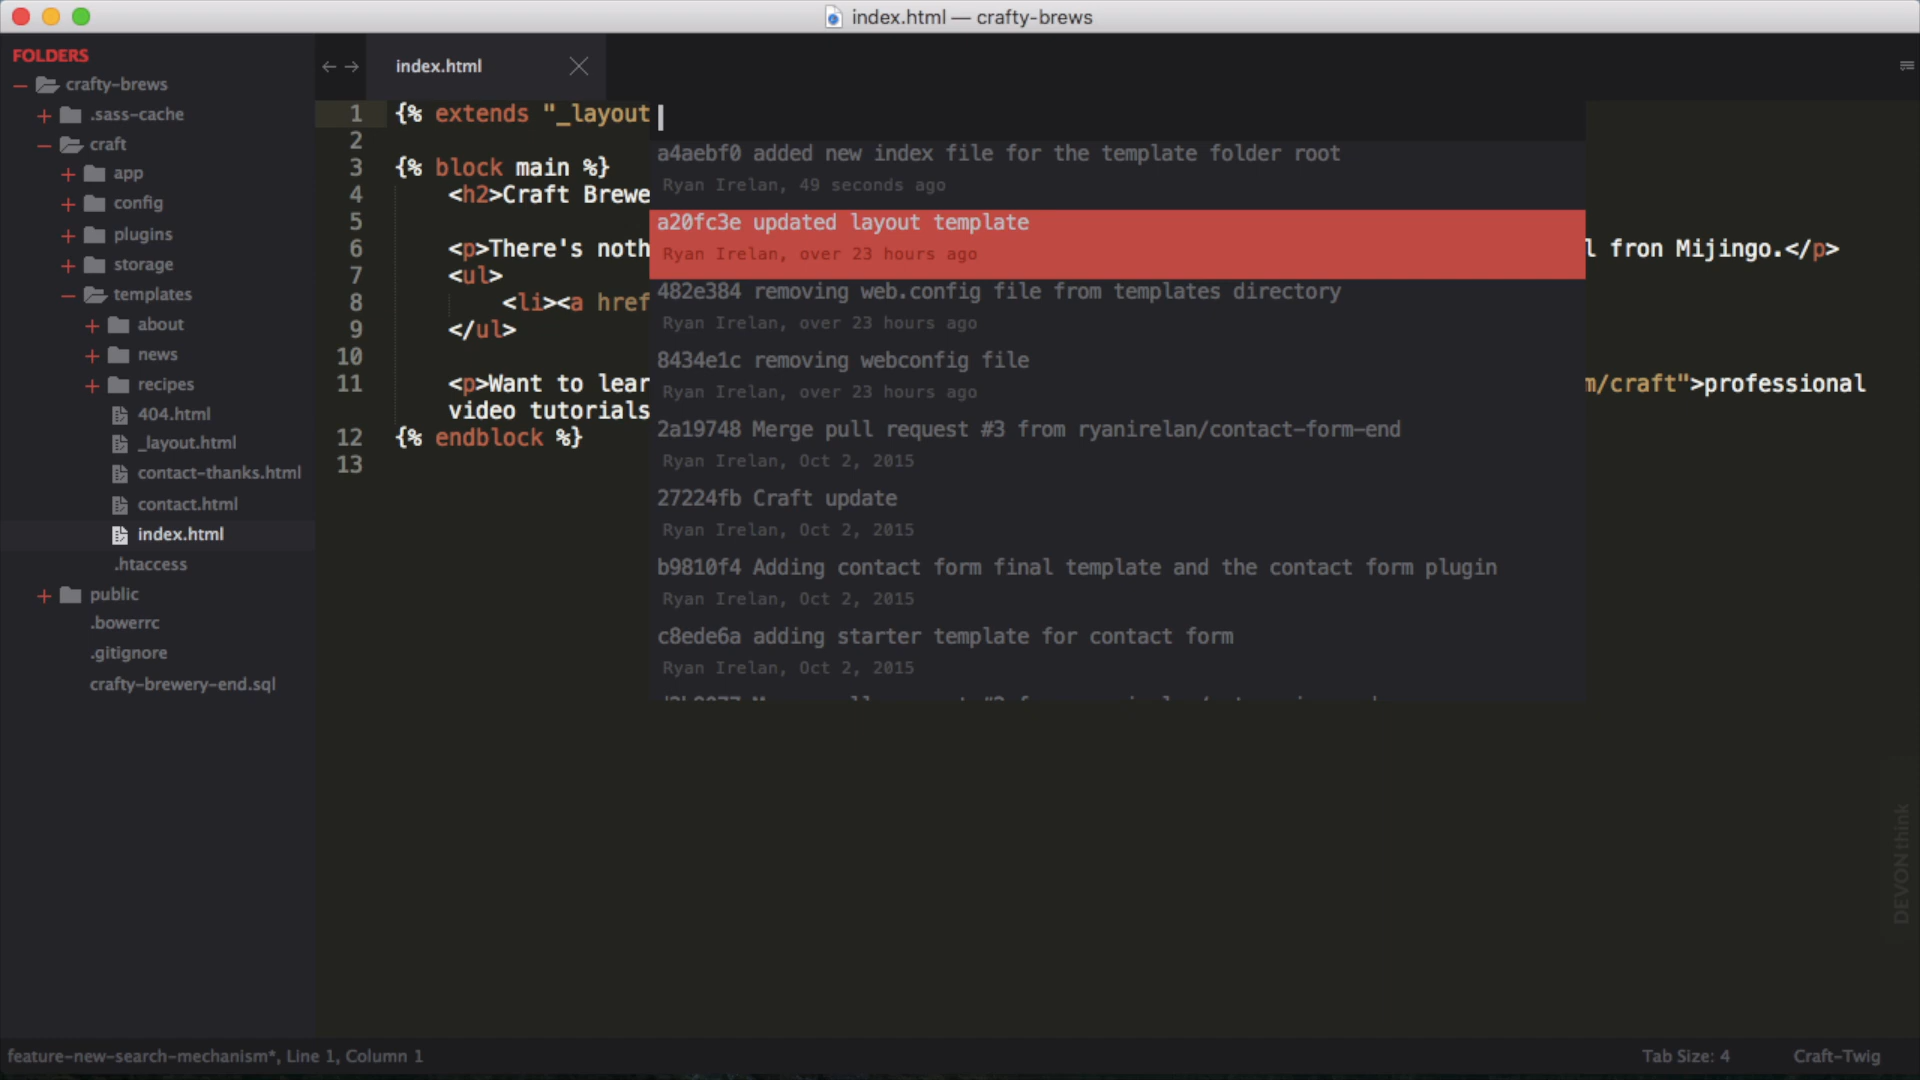 index.html — crafty-brews
FOLDERS
crafty-brews
.sass-cache
craft
app
config
plugins
storage
templates
about
news
recipes
404.html
_layout.html
contact-thanks.html
contact.html
index.html
.htaccess
public
.bowerrc
.gitignore
crafty-brewery-end.sql
index.html
1 {% extends "_layout
2
3 {% block main %}
4 <h2>Craft Brewe
5
6 <p>There's noth
l fron Mijingo.</p>
7 <ul>
8 <li><a href
9 </ul>
10
11 <p>Want to lear
m/craft">professional
video tutorials
12 {% endblock %}
13
a4aebf0 added new index file for the template folder root
Ryan Irelan, 49 seconds ago
a20fc3e updated layout template
Ryan Irelan, over 23 hours ago
482e384 removing web.config file from templates directory
Ryan Irelan, over 23 hours ago
8434e1c removing webconfig file
Ryan Irelan, over 23 hours ago
2a19748 Merge pull request #3 from ryanirelan/contact-form-end
Ryan Irelan, Oct 2, 2015
27224fb Craft update
Ryan Irelan, Oct 2, 2015
b9810f4 Adding contact form final template and the contact form plugin
Ryan Irelan, Oct 2, 2015
c8ede6a adding starter template for contact form
Ryan Irelan, Oct 2, 2015
DEVONthink
feature-new-search-mechanism*, Line 1, Column 1
Tab Size: 4
Craft-Twig